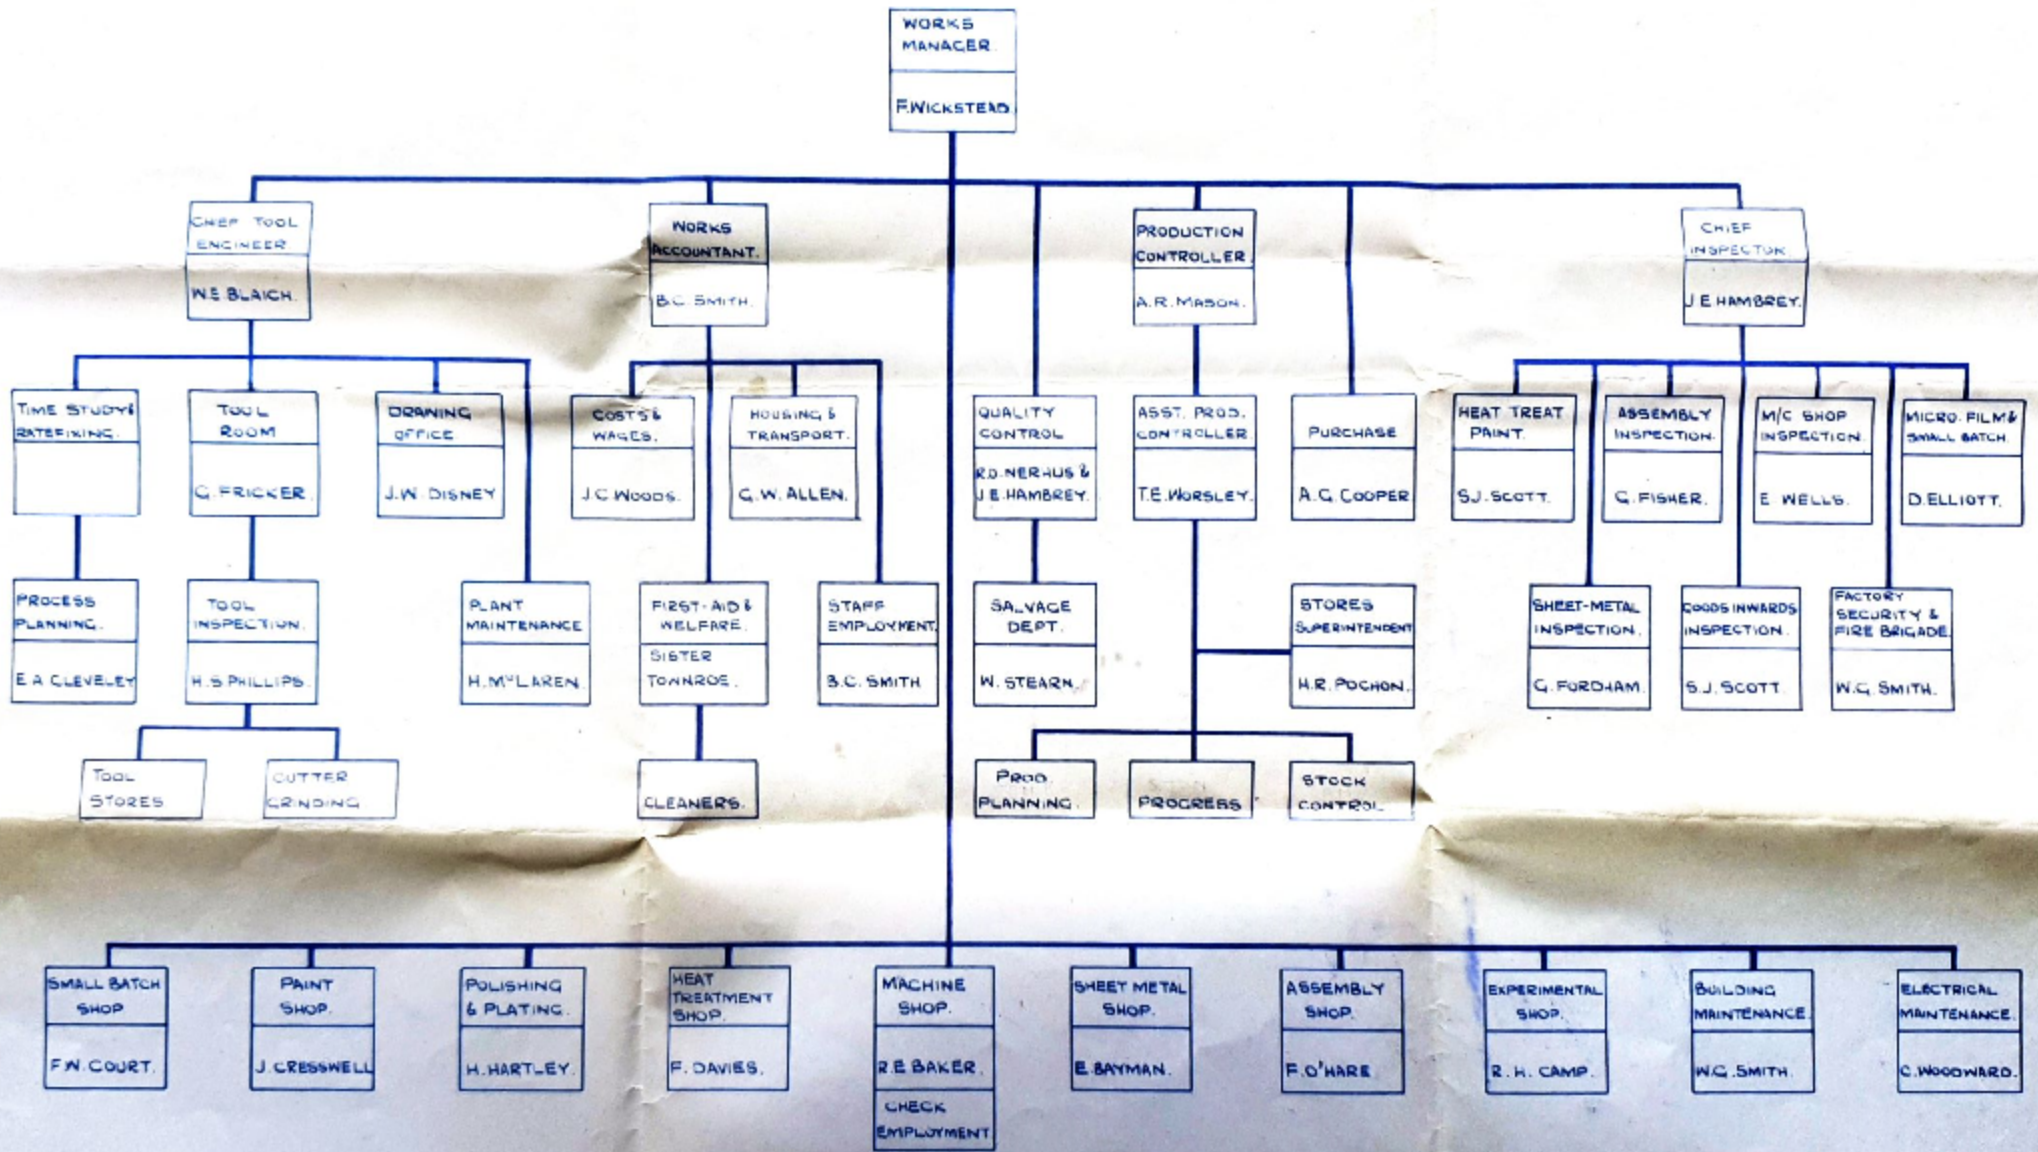 WORKS
MANAGER.
F.WICKSTEAD.
CHIEF TOOL
ENGINEER
W.E.BLAICH.
WORKS
ACCOUNTANT.
B.C. SMITH.
PRODUCTION
CONTROLLER.
A.R.MASON.
CHIEF
INSPECTOR.
J E HAMBREY.
TIME STUDY &
RATEFIXING.
TOOL
ROOM
G.FRICKER.
DRAWING
OFFICE
J.W. DISNEY
COSTS &
WAGES.
J.C.WOODS.
HOUSING &
TRANSPORT.
G.W.ALLEN.
QUALITY
CONTROL
R.D.NERHUS &
J.E.HAMBREY.
ASST. PROD.
CONTROLLER.
T.E.WORSLEY.
PURCHASE
A.G.COOPER
HEAT TREAT
PAINT.
S.J.SCOTT.
ASSEMBLY
INSPECTION.
G.FISHER.
M/C SHOP
INSPECTION.
E WELLS.
MICRO.FILM &
SMALL BATCH.
D.ELLIOTT.
PROCESS
PLANNING.
E A CLEVELEY
TOOL
INSPECTION.
H.S PHILLIPS.
PLANT
MAINTENANCE
H.McLAREN.
FIRST-AID &
WELFARE.
SISTER
TOWNROE.
STAFF
EMPLOYMENT.
B.C. SMITH
SALVAGE
DEPT.
W. STEARN.
STORES
SUPERINTENDENT
H.R.POCHON.
SHEET-METAL
INSPECTION.
G.FORDHAM.
GOODS INWARDS
INSPECTION.
S.J.SCOTT.
FACTORY
SECURITY &
FIRE BRIGADE.
W.G.SMITH.
TOOL
STORES
CUTTER
GRINDING
CLEANERS.
PROD.
PLANNING.
PROGRESS
STOCK
CONTROL
SMALL BATCH
SHOP
F.W.COURT.
PAINT
SHOP.
J.CRESSWELL
POLISHING
& PLATING.
H.HARTLEY.
HEAT
TREATMENT
SHOP.
F. DAVIES.
MACHINE
SHOP.
R.E BAKER.
CHECK
EMPLOYMENT
SHEET METAL
SHOP.
E.BAYMAN.
ASSEMBLY
SHOP.
F.O'HARE
EXPERIMENTAL
SHOP.
R.H. CAMP.
BUILDING
MAINTENANCE.
W.G.SMITH.
ELECTRICAL
MAINTENANCE.
C.WOODWARD.